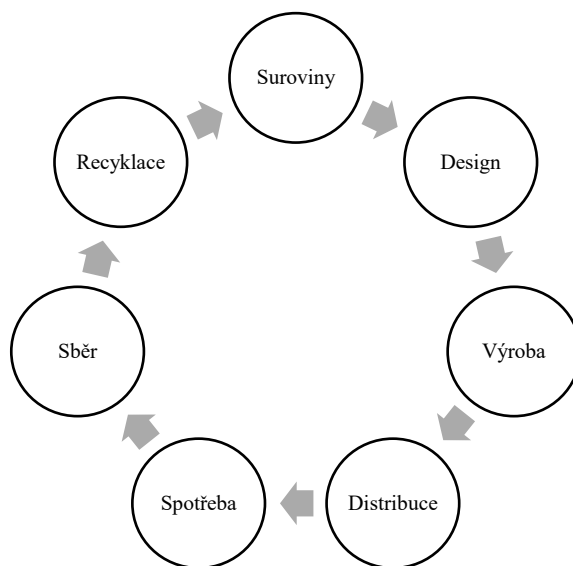 Suroviny
Design
Výroba
Distribuce
Spotřeba
Sběr
Recyklace